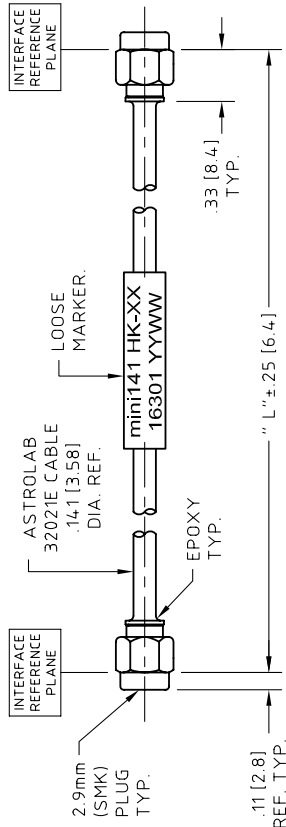 INTERFACE
REFERENCE
PLANE
INTERFACE
REFERENCE
PLANE
2.9mm
(SMK)
PLUG
TYP.
ASTROLAB
32021E CABLE
.141 [3.58]
DIA. REF.
LOOSE
MARKER.
mini141 HK-XX
16301 YYWW
EPOXY
TYP.
.33 [8.4]
TYP.
.11 [2.8]
REF. TYP.
" L"±.25 [6.4]